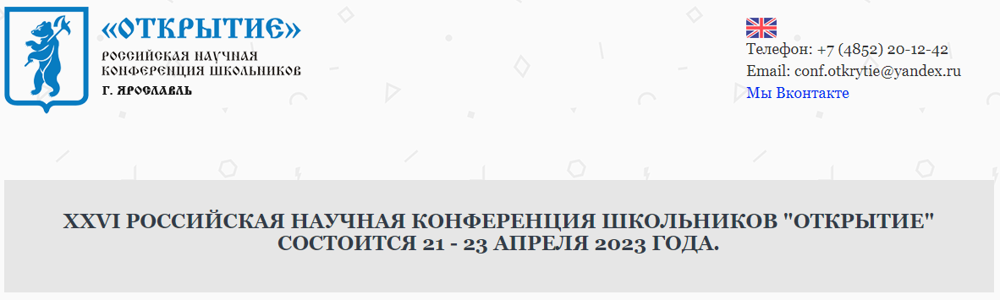 «ОТКРЫТИЕ»
РОССИЙСКАЯ НАУЧНАЯ
КОНФЕРЕНЦИЯ ШКОЛЬНИКОВ
Г. ЯРОСЛАВЛЬ
Телефон: +7 (4852) 20-12-42
Email: conf.otkrytie@yandex.ru
Мы Вконтакте
XXVI РОССИЙСКАЯ НАУЧНАЯ КОНФЕРЕНЦИЯ ШКОЛЬНИКОВ "ОТКРЫТИЕ"
СОСТОИТСЯ 21 - 23 АПРЕЛЯ 2023 ГОДА.